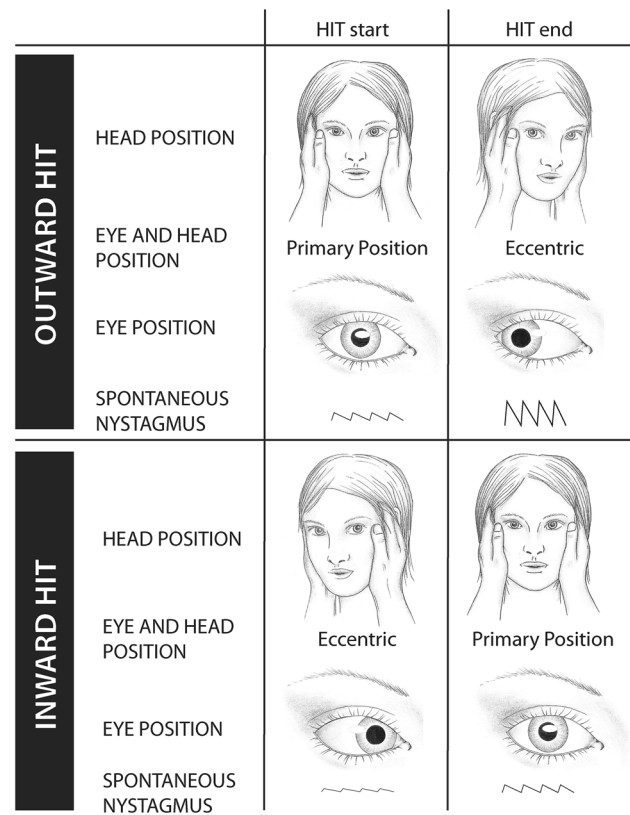 HIT start
HIT end
OUTWARD HIT
HEAD POSITION
EYE AND HEAD
POSITION
Primary Position
Eccentric
EYE POSITION
SPONTANEOUS
NYSTAGMUS
INWARD HIT
HEAD POSITION
EYE AND HEAD
POSITION
Eccentric
Primary Position
EYE POSITION
SPONTANEOUS
NYSTAGMUS